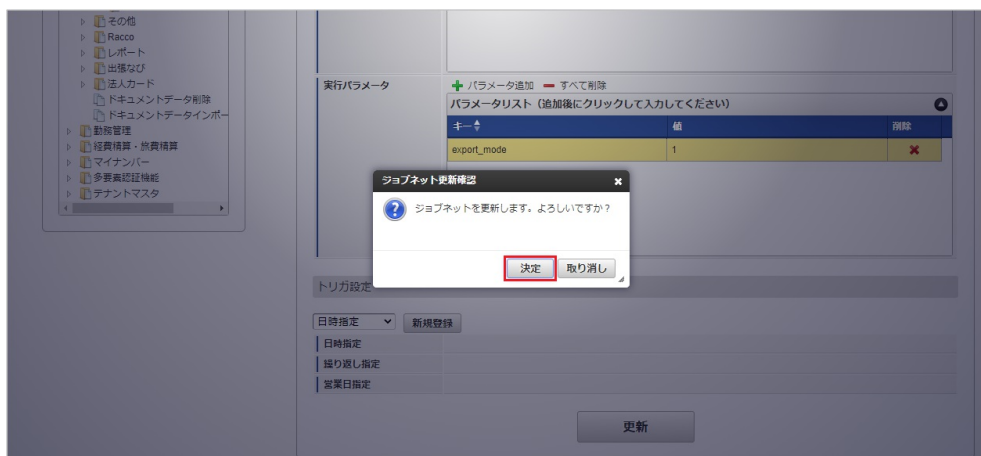 その他
Racco
レポート
出張なび
法人カード
ドキュメントデータ削除
ドキュメントデータインポー
勤務管理
経費精算・旅費精算
マイナンバー
多要素認証機能
テナントマスタ
実行パラメータ
パラメータ追加 すべて削除
パラメータリスト（追加後にクリックして入力してください）
キー 値 削除
export_mode 1
ジョブネット更新確認
ジョブネットを更新します。よろしいですか？
決定 取り消し
トリガ設定
日時指定 新規登録
日時指定
繰り返し指定
営業日指定
更新